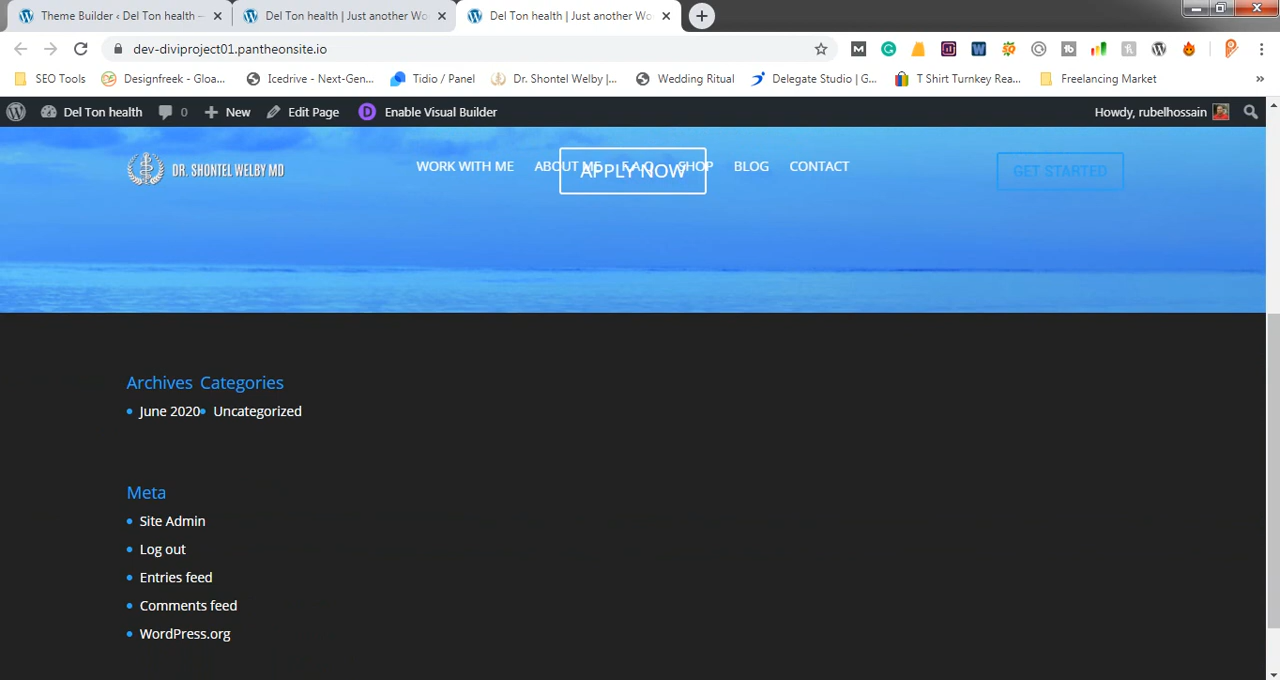 Theme Builder ‹ Del Ton health —
Del Ton health | Just another Wo
Del Ton health | Just another Wo
dev-diviproject01.pantheonsite.io
SEO Tools
Designfreek - Gloa...
Icedrive - Next-Gen...
Tidio / Panel
Dr. Shontel Welby |...
Wedding Ritual
Delegate Studio | G...
T Shirt Turnkey Rea...
Freelancing Market
»
Del Ton health
0
New
Edit Page
D
Enable Visual Builder
Howdy, rubelhossain
DR. SHONTEL WELBY MD
WORK WITH ME
ABOUT ME
F.A.Q
SHOP
BLOG
CONTACT
APPLY NOW
GET STARTED
Archives
Categories
June 2020
Uncategorized
Meta
Site Admin
Log out
Entries feed
Comments feed
WordPress.org